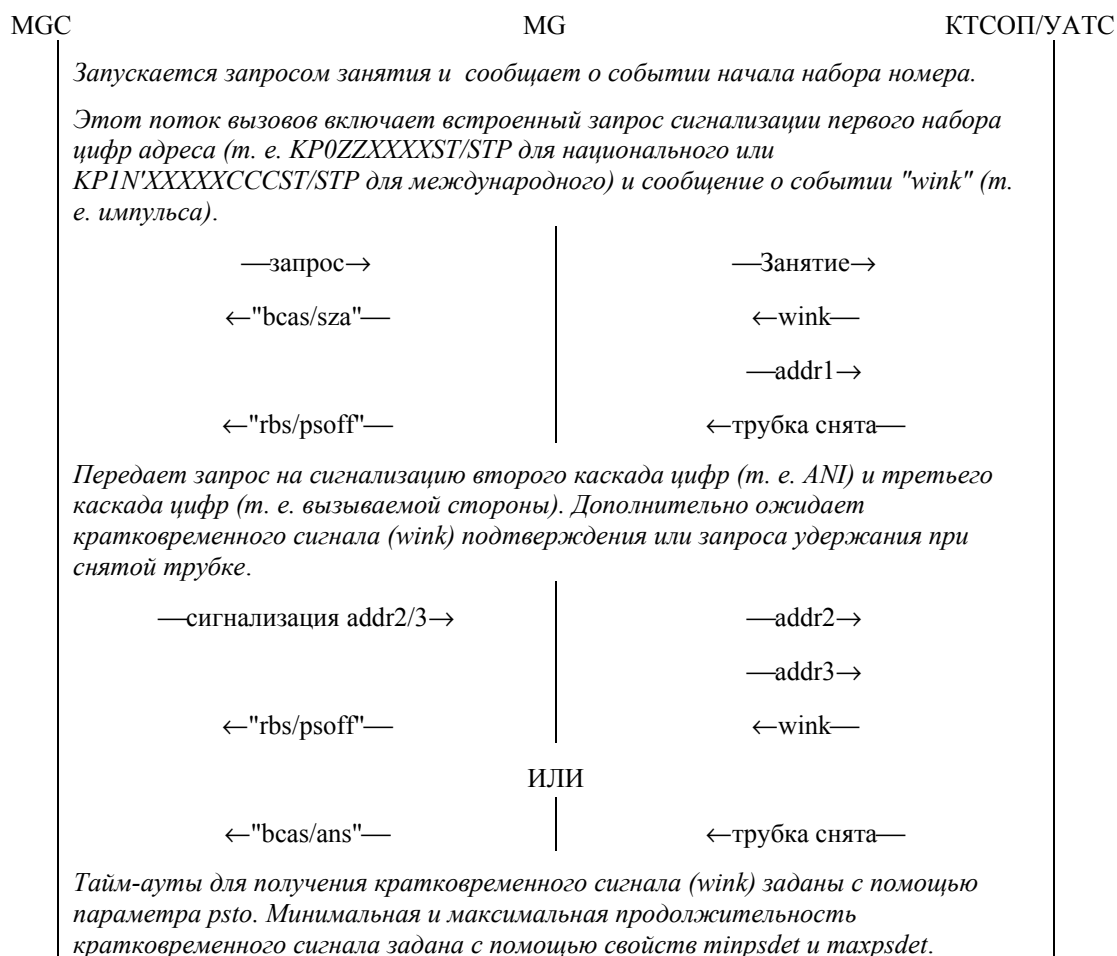 MGC MG КТСОП/УАТС
Запускается запросом занятия и сообщает о событии начала набора номера.
Этот поток вызовов включает встроенный запрос сигнализации первого набора
цифр адреса (т. е. KP0ZZXXXXST/STP для национального или
KP1N'XXXXXCCCST/STP для международного) и сообщение о событии "wink" (т.
е. импульса).
—запрос→ —Занятие→
←"bcas/sza"— ←wink—
—addr1→
←"rbs/psoff"— ←трубка снята—
Передает запрос на сигнализацию второго каскада цифр (т. е. ANI) и третьего
каскада цифр (т. е. вызываемой стороны). Дополнительно ожидает
кратковременного сигнала (wink) подтверждения или запроса удержания при
снятой трубке.
—сигнализация addr2/3→ —addr2→
—addr3→
←"rbs/psoff"— ←wink—
ИЛИ
←"bcas/ans"— ←трубка снята—
Тайм-ауты для получения кратковременного сигнала (wink) заданы с помощью
параметра psto. Минимальная и максимальная продолжительность
кратковременного сигнала задана с помощью свойств minpsdet и maxpsdet.